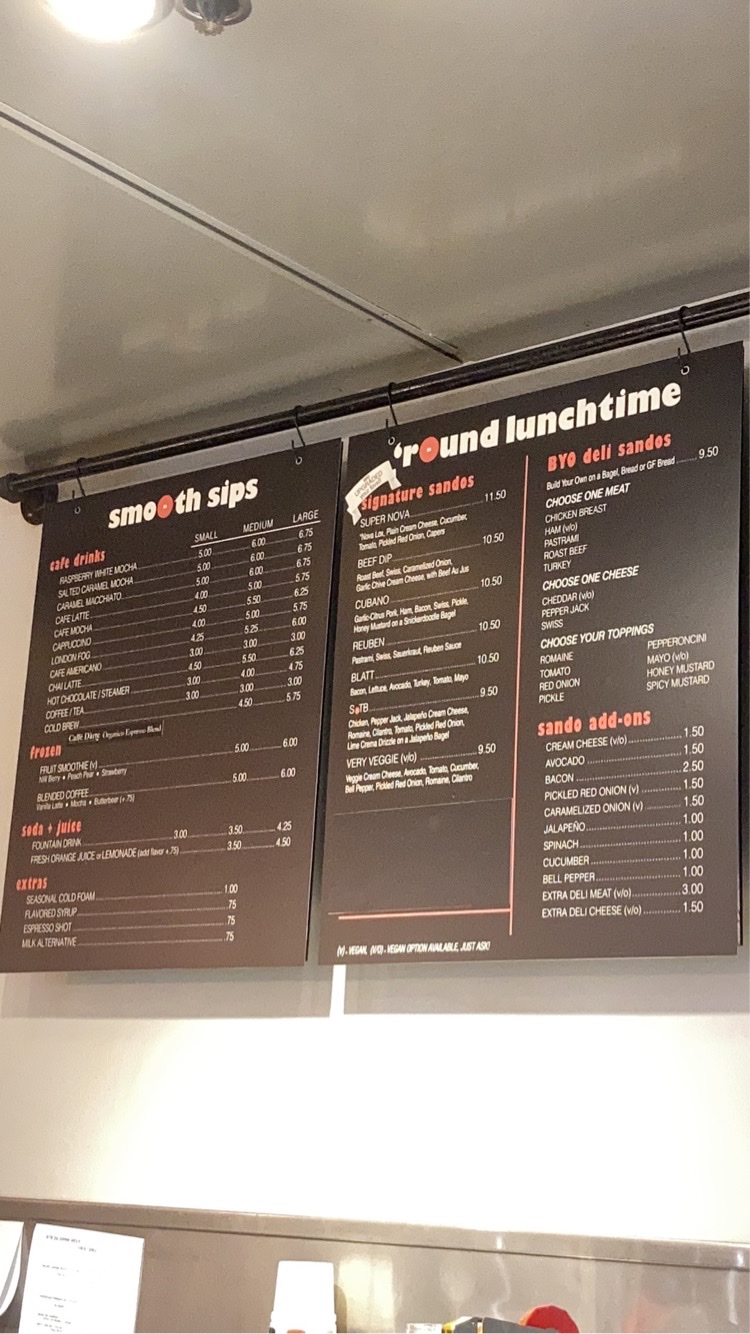 smooth sips
SMALL MEDIUM LARGE
cafe drinks
RASPBERRY WHITE MOCHA 5.00 6.00 6.75
SALTED CARAMEL MOCHA 5.00 6.00 6.75
CARAMEL MACCHIATO 5.00 6.00 6.75
CAFE LATTE 4.00 5.00 5.75
CAFE MOCHA 4.50 5.50 6.25
CAPPUCCINO 4.00 5.00 5.75
LONDON FOG 4.25 5.25 6.00
CAFE AMERICANO 3.00 3.00 3.00
CHAI LATTE 4.50 5.50 6.25
HOT CHOCOLATE / STEAMER 3.00 4.00 4.75
COFFEE / TEA 3.00 3.00 3.00
COLD BREW 4.50 5.75
Caffe D'arte Organico Espresso Blend
frozen
FRUIT SMOOTHIE (v) 5.00 6.00
Wild Berry • Peach Pear • Strawberry
BLENDED COFFEE 5.00 6.00
Vanilla Latte • Mocha • Butterbeer (+.75)
soda + juice
FOUNTAIN DRINK 3.00 3.50 4.25
FRESH ORANGE JUICE or LEMONADE (add flavor +.75) 3.50 4.50
extras
SEASONAL COLD FOAM 1.00
FLAVORED SYRUP .75
ESPRESSO SHOT .75
MILK ALTERNATIVE .75
'round lunchtime
UPGRADED
signature sandos
SUPER NOVA 11.50
*Nova Lox, Plain Cream Cheese, Cucumber,
Tomato, Pickled Red Onion, Capers
BEEF DIP 10.50
Roast Beef, Swiss, Caramelized Onion,
Garlic Chive Cream Cheese, with Beef Au Jus
CUBANO 10.50
Garlic-Citrus Pork, Ham, Bacon, Swiss, Pickle,
Honey Mustard on a Snickerdoodle Bagel
REUBEN 10.50
Pastrami, Swiss, Sauerkraut, Reuben Sauce
BLATT 10.50
Bacon, Lettuce, Avocado, Turkey, Tomato, Mayo
SoTB 9.50
Chicken, Pepper Jack, Jalapeño Cream Cheese,
Romaine, Cilantro, Tomato, Pickled Red Onion,
Lime Crema Drizzle on a Jalapeño Bagel
VERY VEGGIE (v/o) 9.50
Veggie Cream Cheese, Avocado, Tomato, Cucumber,
Bell Pepper, Pickled Red Onion, Romaine, Cilantro
(V) = VEGAN, (V/O) = VEGAN OPTION AVAILABLE, JUST ASK!
BYO deli sandos
Build Your Own on a Bagel, Bread or GF Bread 9.50
CHOOSE ONE MEAT
CHICKEN BREAST
HAM (v/o)
PASTRAMI
ROAST BEEF
TURKEY
CHOOSE ONE CHEESE
CHEDDAR (v/o)
PEPPER JACK
SWISS
CHOOSE YOUR TOPPINGS
ROMAINE PEPPERONCINI
TOMATO MAYO (v/o)
RED ONION HONEY MUSTARD
PICKLE SPICY MUSTARD
sando add-ons
CREAM CHEESE (v/o) 1.50
AVOCADO 1.50
BACON 2.50
PICKLED RED ONION (v) 1.50
CARAMELIZED ONION (v) 1.50
JALAPEÑO 1.00
SPINACH 1.00
CUCUMBER 1.00
BELL PEPPER 1.00
EXTRA DELI MEAT (v/o) 3.00
EXTRA DELI CHEESE (v/o) 1.50